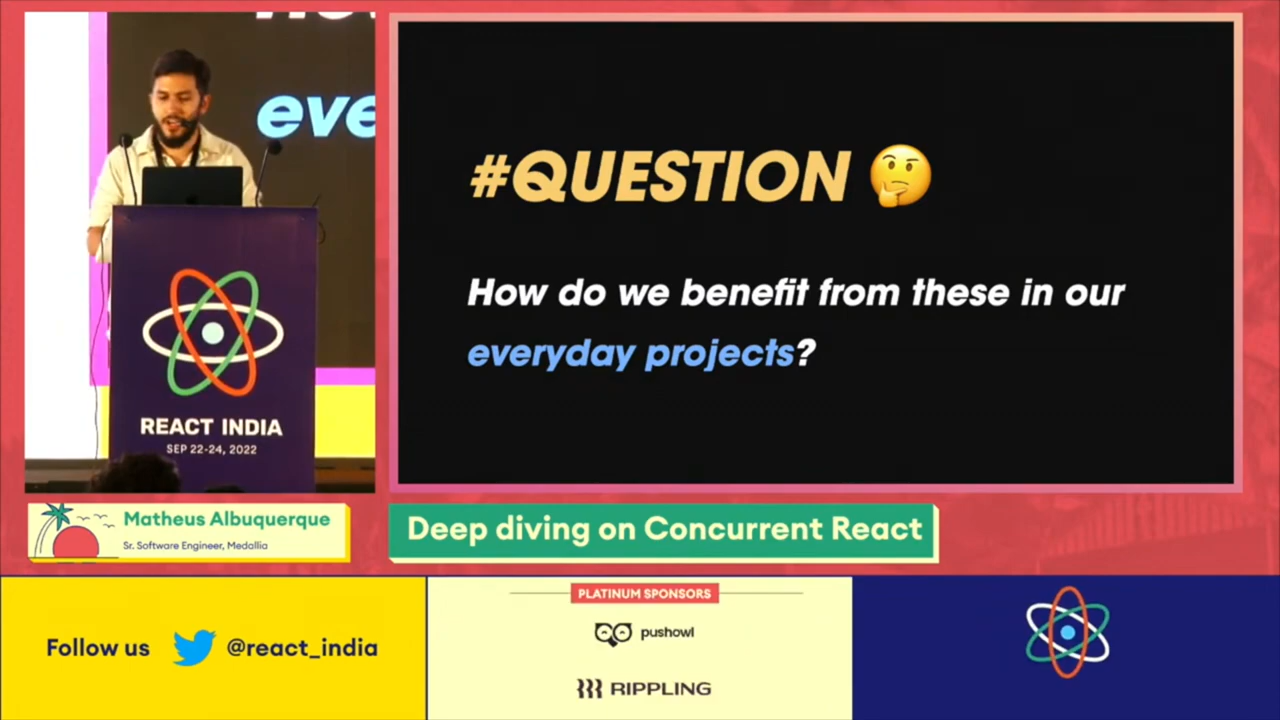 eve
REACT INDIA
SEP 22-24, 2022
#QUESTION 🤔
How do we benefit from these in our
everyday projects?
Matheus Albuquerque
Sr. Software Engineer, Medallia
Deep diving on Concurrent React
Follow us @react_india
PLATINUM SPONSORS
pushowl
RIPPLING